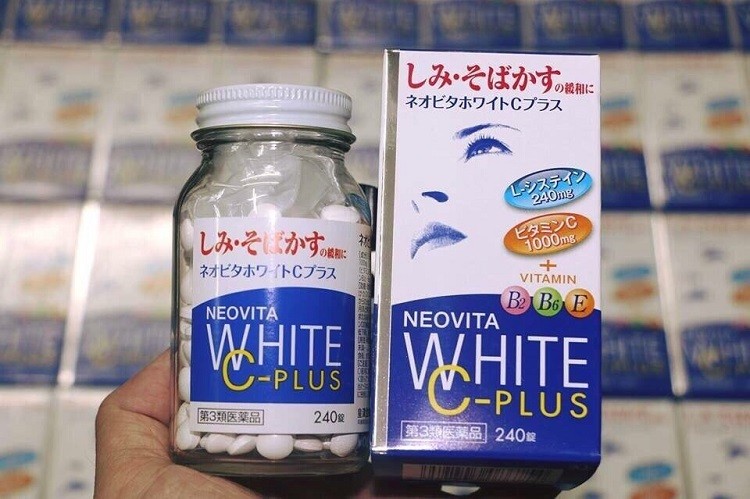 しみ・そばかすの緩和に
ネオビタホワイトCプラス
NEOVITA
WHITE
C-PLUS
第3類医薬品
240錠
しみ・そばかすの緩和に
ネオビタホワイトCプラス
L-システイン
240mg
ビタミンC
1000mg
+
VITAMIN
B2 B6 E
NEOVITA
WHITE
C-PLUS
第3類医薬品
240錠